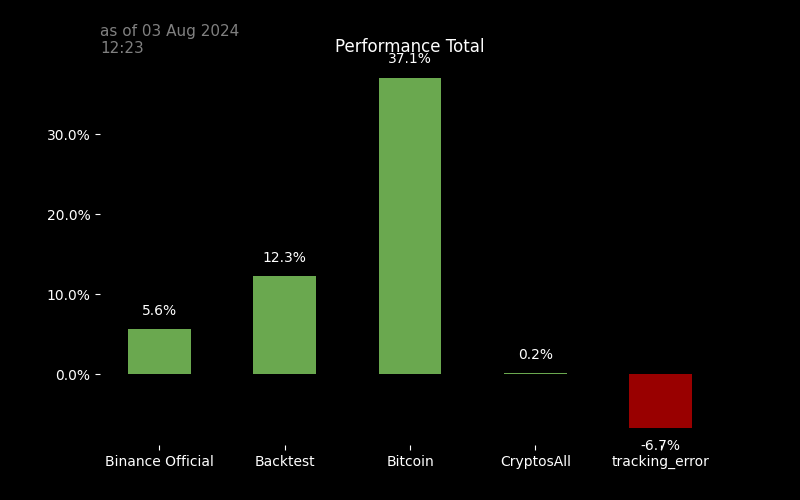 as of 03 Aug 2024
12:23
Performance Total
37.1%
30.0%
20.0%
12.3%
10.0%
5.6%
0.2%
0.0%
-6.7%
Binance Official
Backtest
Bitcoin
CryptosAll
tracking_error